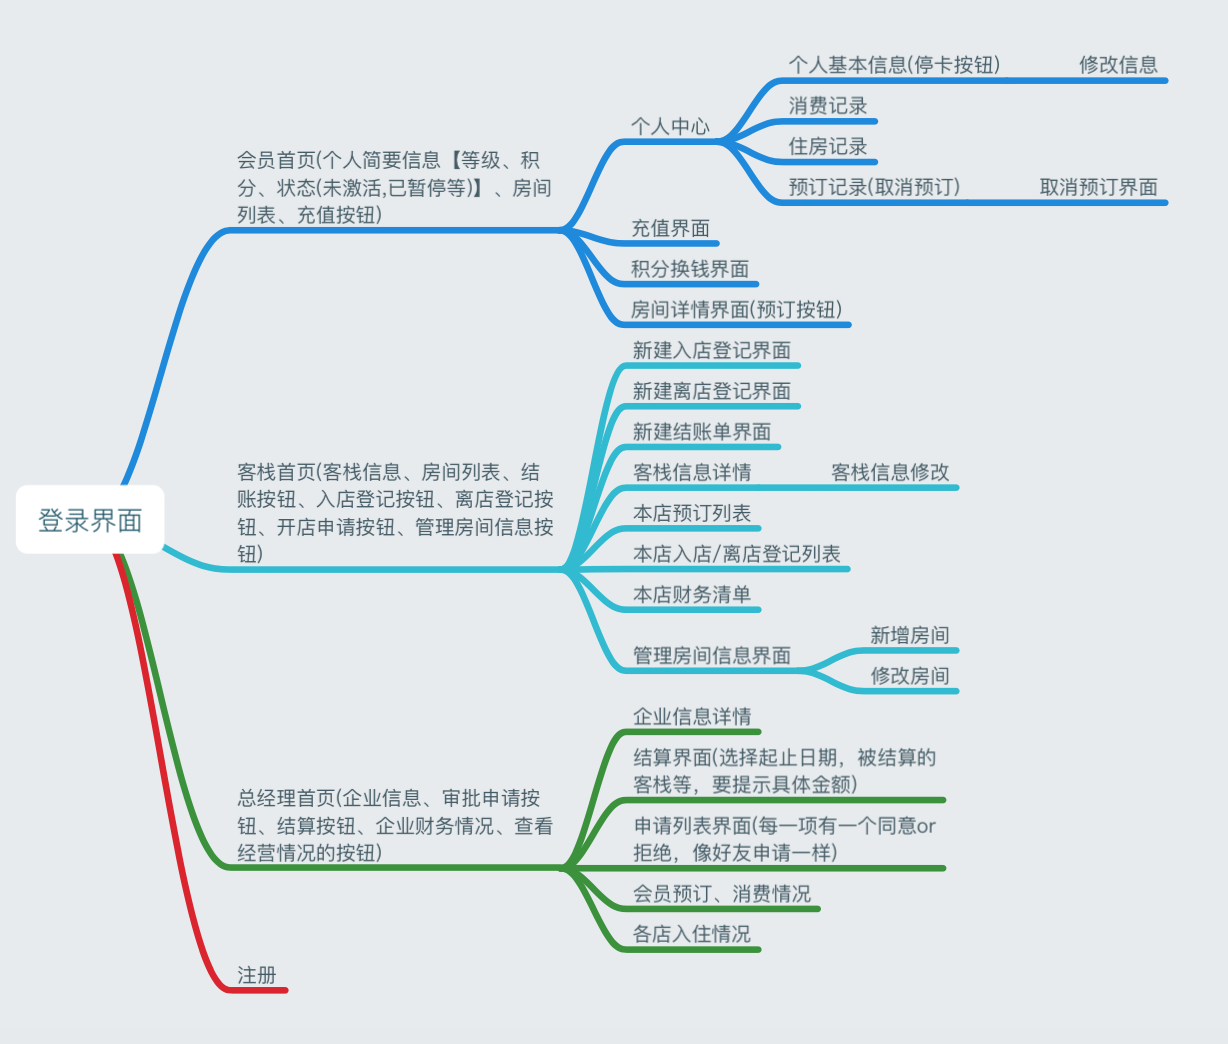 登录界面
会员首页(个人简要信息【等级、积
分、状态(未激活,已暂停等)】、房间
列表、充值按钮)
个人中心
个人基本信息(停卡按钮)
修改信息
消费记录
住房记录
预订记录(取消预订)
取消预订界面
充值界面
积分换钱界面
房间详情界面(预订按钮)
客栈首页(客栈信息、房间列表、结
账按钮、入店登记按钮、离店登记按
钮、开店申请按钮、管理房间信息按
钮)
新建入店登记界面
新建离店登记界面
新建结账单界面
客栈信息详情
客栈信息修改
本店预订列表
本店入店/离店登记列表
本店财务清单
管理房间信息界面
新增房间
修改房间
总经理首页(企业信息、审批申请按
钮、结算按钮、企业财务情况、查看
经营情况的按钮)
企业信息详情
结算界面(选择起止日期，被结算的
客栈等，要提示具体金额)
申请列表界面(每一项有一个同意or
拒绝，像好友申请一样)
会员预订、消费情况
各店入住情况
注册